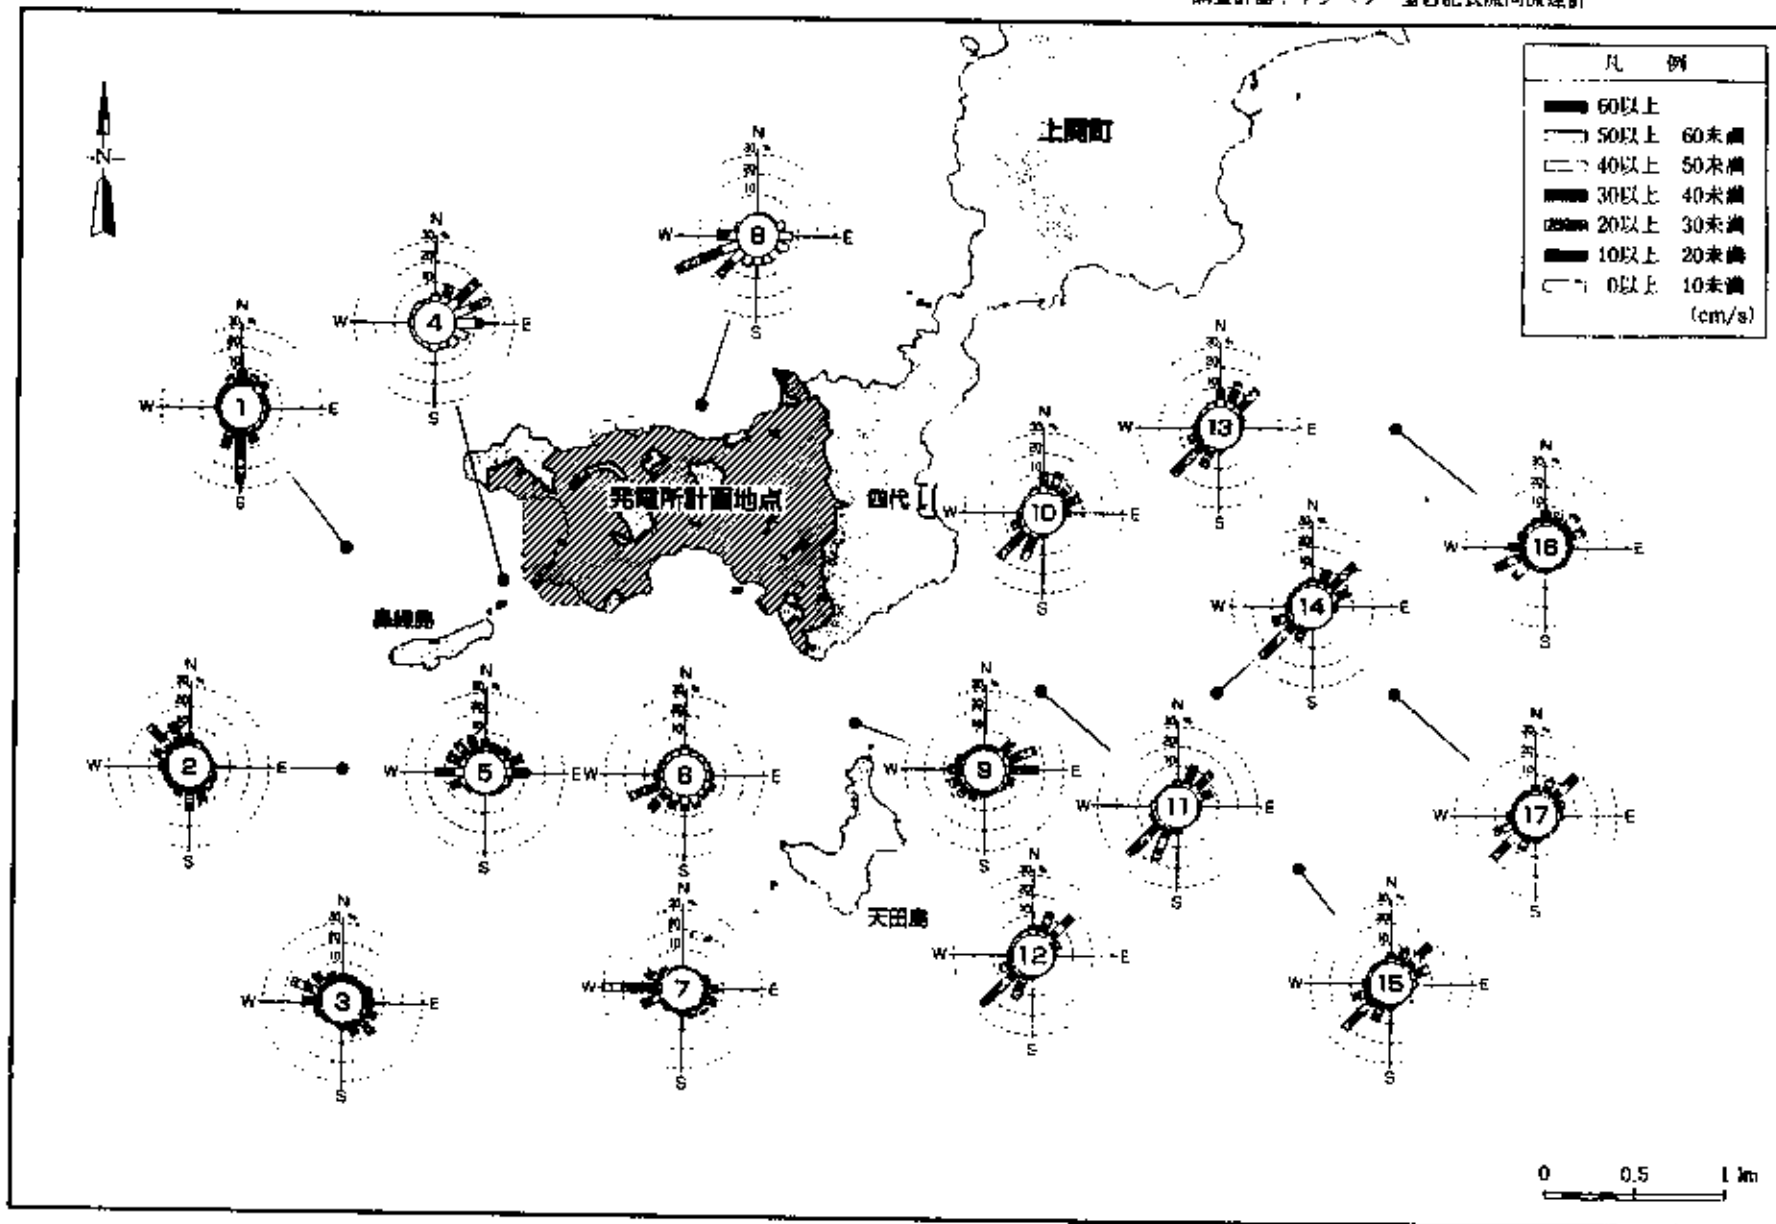 凡 例
60以上
50以上 60未満
40以上 50未満
30以上 40未満
20以上 30未満
10以上 20未満
0以上 10未満
(cm/s)
N
上関町
発電所計画地点
四代
天田島
N
W 1 E
S
N
W 4 E
S
N
W 8 E
S
N
W 13 E
S
N
W 10 E
S
N
W 16 E
S
N
W 14 E
S
N
W 2 E
S
N
W 5 E
S
N
W 6 E
S
N
W 9 E
S
N
W 11 E
S
N
W 17 E
S
N
W 3 E
S
N
W 7 E
S
N
W 12 E
S
N
W 15 E
S
0 0.5 1 km